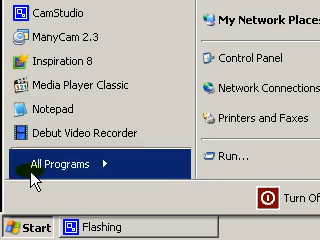 CamStudio
ManyCam 2.3
Inspiration 8
Media Player Classic
Notepad
Debut Video Recorder
All Programs
My Network Places
Control Panel
Network Connections
Printers and Faxes
Run...
Turn Of
Start
Flashing